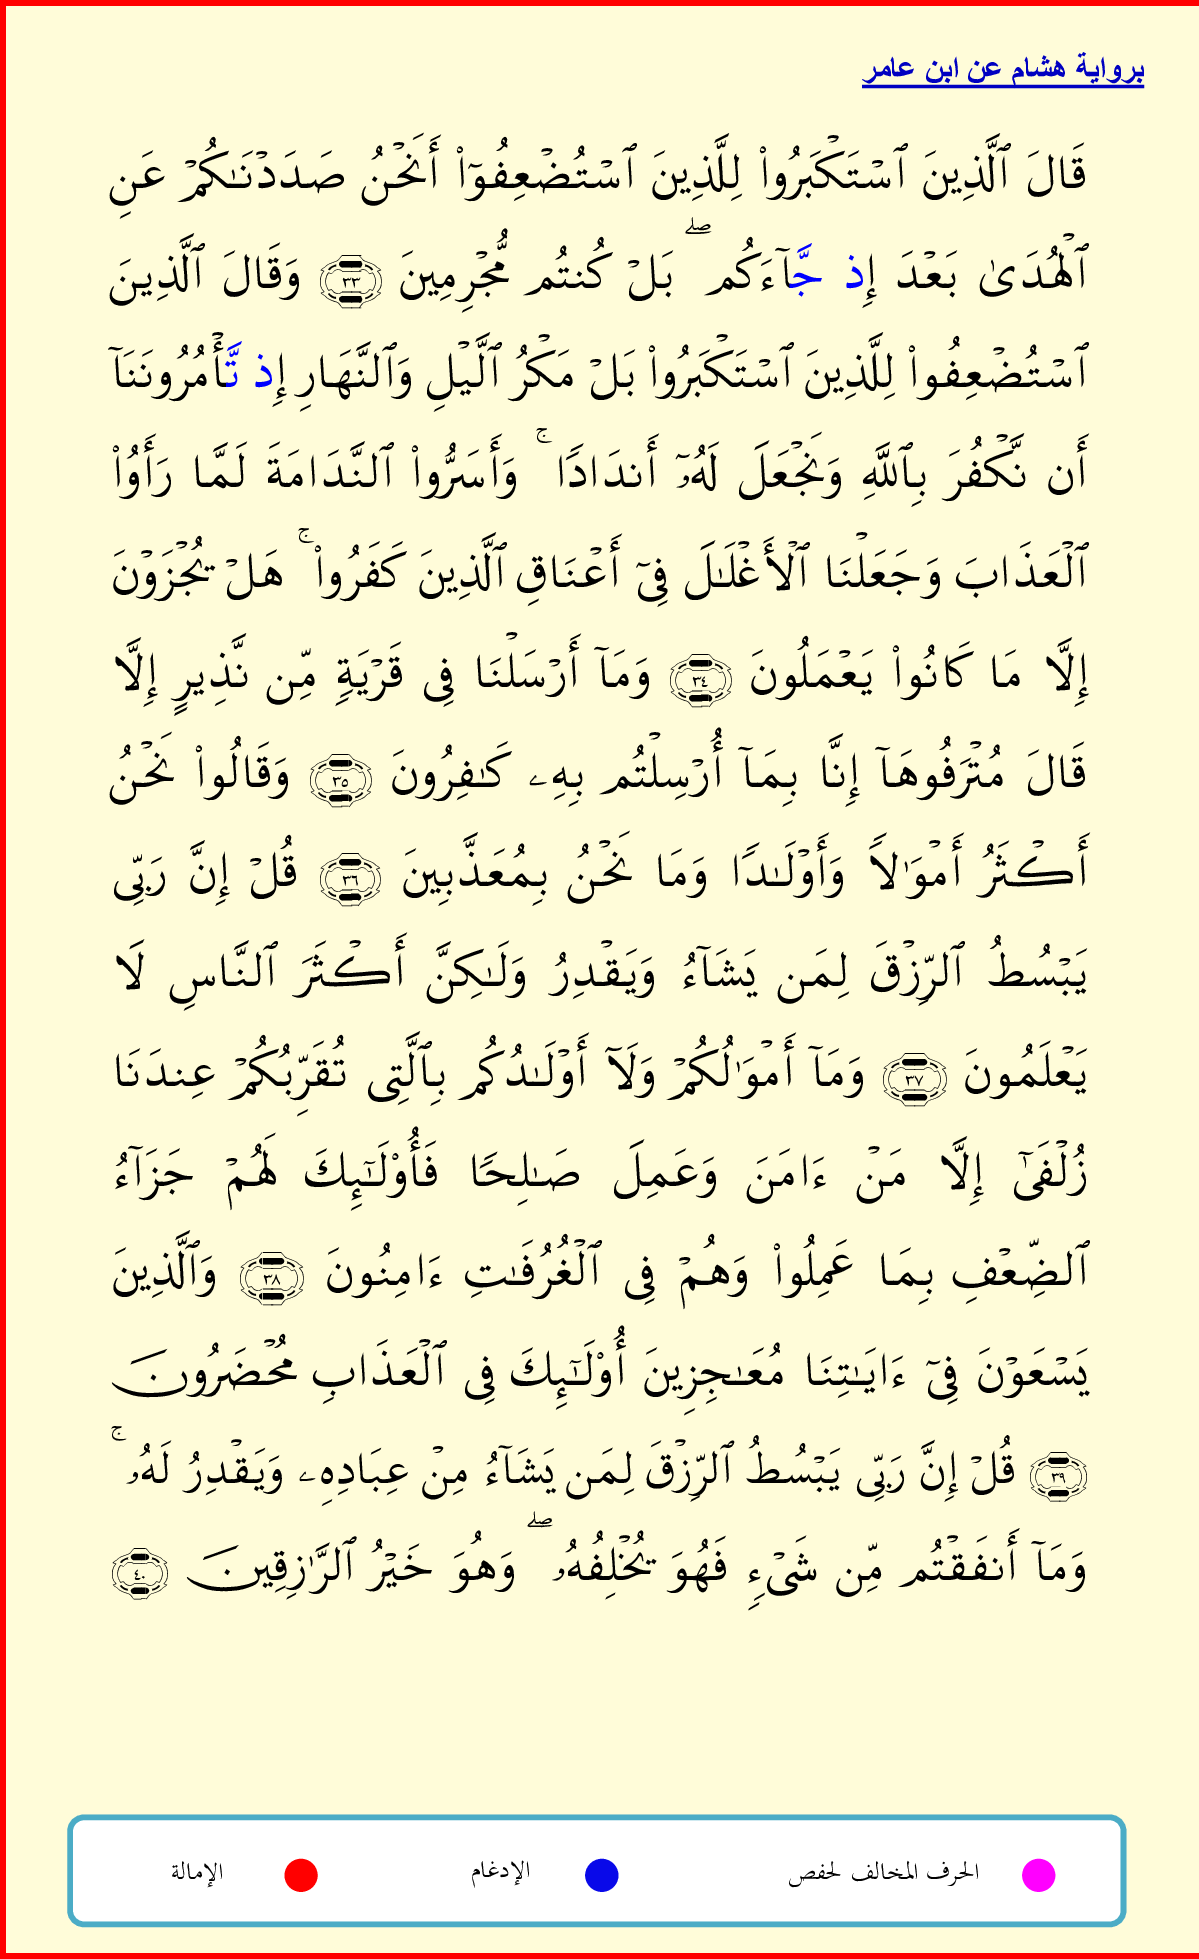 برواية هشام عن ابن عامر
قَالَ ٱلَّذِينَ ٱسْتَكْبَرُوا۟ لِلَّذِينَ ٱسْتُضْعِفُوٓا۟ أَنَحْنُ صَدَدْنَـٰكُمْ عَنِ
ٱلْهُدَىٰ بَعْدَ إِذ جَّآءَكُم ۖ بَلْ كُنتُم مُّجْرِمِينَ ٣٣ وَقَالَ ٱلَّذِينَ
ٱسْتُضْعِفُوا۟ لِلَّذِينَ ٱسْتَكْبَرُوا۟ بَلْ مَكْرُ ٱلَّيْلِ وَٱلنَّهَارِ إِذ تَّأْمُرُونَنَآ
أَن نَّكْفُرَ بِٱللَّهِ وَنَجْعَلَ لَهُۥٓ أَندَادًا ۚ وَأَسَرُّوا۟ ٱلنَّدَامَةَ لَمَّا رَأَوُا۟
ٱلْعَذَابَ وَجَعَلْنَا ٱلْأَغْلَـٰلَ فِىٓ أَعْنَاقِ ٱلَّذِينَ كَفَرُوا۟ ۚ هَلْ يُجْزَوْنَ
إِلَّا مَا كَانُوا۟ يَعْمَلُونَ ٣٤ وَمَآ أَرْسَلْنَا فِى قَرْيَةٍ مِّن نَّذِيرٍ إِلَّا
قَالَ مُتْرَفُوهَآ إِنَّا بِمَآ أُرْسِلْتُم بِهِۦ كَـٰفِرُونَ ٣٥ وَقَالُوا۟ نَحْنُ
أَكْثَرُ أَمْوَٰلًا وَأَوْلَـٰدًا وَمَا نَحْنُ بِمُعَذَّبِينَ ٣٦ قُلْ إِنَّ رَبِّى
يَبْسُطُ ٱلرِّزْقَ لِمَن يَشَآءُ وَيَقْدِرُ وَلَـٰكِنَّ أَكْثَرَ ٱلنَّاسِ لَا
يَعْلَمُونَ ٣٧ وَمَآ أَمْوَٰلُكُمْ وَلَآ أَوْلَـٰدُكُم بِٱلَّتِى تُقَرِّبُكُمْ عِندَنَا
زُلْفَىٰٓ إِلَّا مَنْ ءَامَنَ وَعَمِلَ صَـٰلِحًا فَأُو۟لَـٰٓئِكَ لَهُمْ جَزَآءُ
ٱلضِّعْفِ بِمَا عَمِلُوا۟ وَهُمْ فِى ٱلْغُرُفَـٰتِ ءَامِنُونَ ٣٨ وَٱلَّذِينَ
يَسْعَوْنَ فِىٓ ءَايَـٰتِنَا مُعَـٰجِزِينَ أُو۟لَـٰٓئِكَ فِى ٱلْعَذَابِ مُحْضَرُونَ
٣٩ قُلْ إِنَّ رَبِّى يَبْسُطُ ٱلرِّزْقَ لِمَن يَشَآءُ مِنْ عِبَادِهِۦ وَيَقْدِرُ لَهُۥ ۚ
وَمَآ أَنفَقْتُم مِّن شَىْءٍ فَهُوَ يُخْلِفُهُۥ ۖ وَهُوَ خَيْرُ ٱلرَّٰزِقِينَ ٤٠
الحرف المخالف لحفص الإدغام الإمالة